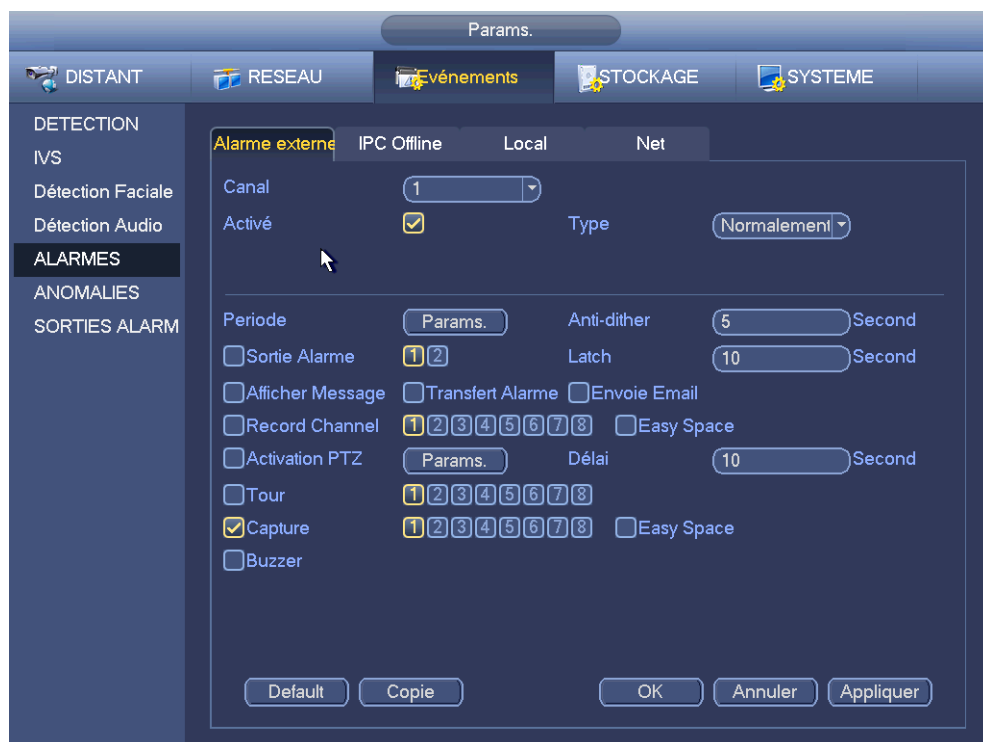 Params.
DISTANT RESEAU Evénements STOCKAGE SYSTEME
DETECTION
IVS
Détection Faciale
Détection Audio
ALARMES
ANOMALIES
SORTIES ALARM
Alarme externe IPC Offline Local Net
Canal 1
Activé Type Normalement
Periode Params. Anti-dither 5 Second
Sortie Alarme 1 2 Latch 10 Second
Afficher Message Transfert Alarme Envoie Email
Record Channel 1 2 3 4 5 6 7 8 Easy Space
Activation PTZ Params. Délai 10 Second
Tour 1 2 3 4 5 6 7 8
Capture 1 2 3 4 5 6 7 8 Easy Space
Buzzer
Default Copie OK Annuler Appliquer